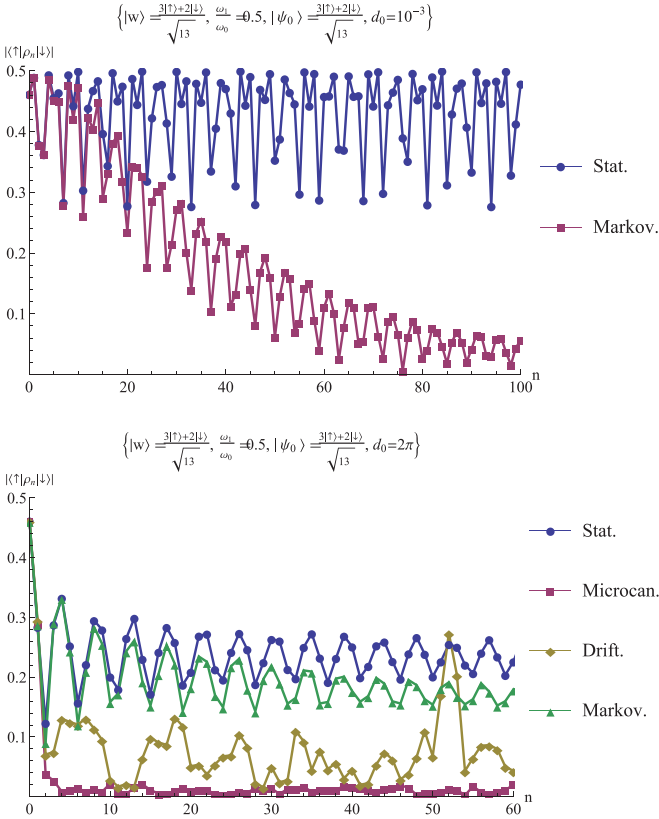 {|w⟩ = 3|↑⟩+2|↓⟩/√13, ω₁/ω₀ = 0.5, |ψ₀⟩ = 3|↑⟩+2|↓⟩/√13, d₀=10⁻³}
|⟨↑|ρₙ|↓⟩|
0.5
0.4
0.3
0.2
0.1
0 20 40 60 80 100 n
Stat.
Markov.
{|w⟩ = 3|↑⟩+2|↓⟩/√13, ω₁/ω₀ = 0.5, |ψ₀⟩ = 3|↑⟩+2|↓⟩/√13, d₀=2π}
|⟨↑|ρₙ|↓⟩|
0.5
0.4
0.3
0.2
0.1
0 10 20 30 40 50 60 n
Stat.
Microcan.
Drift.
Markov.